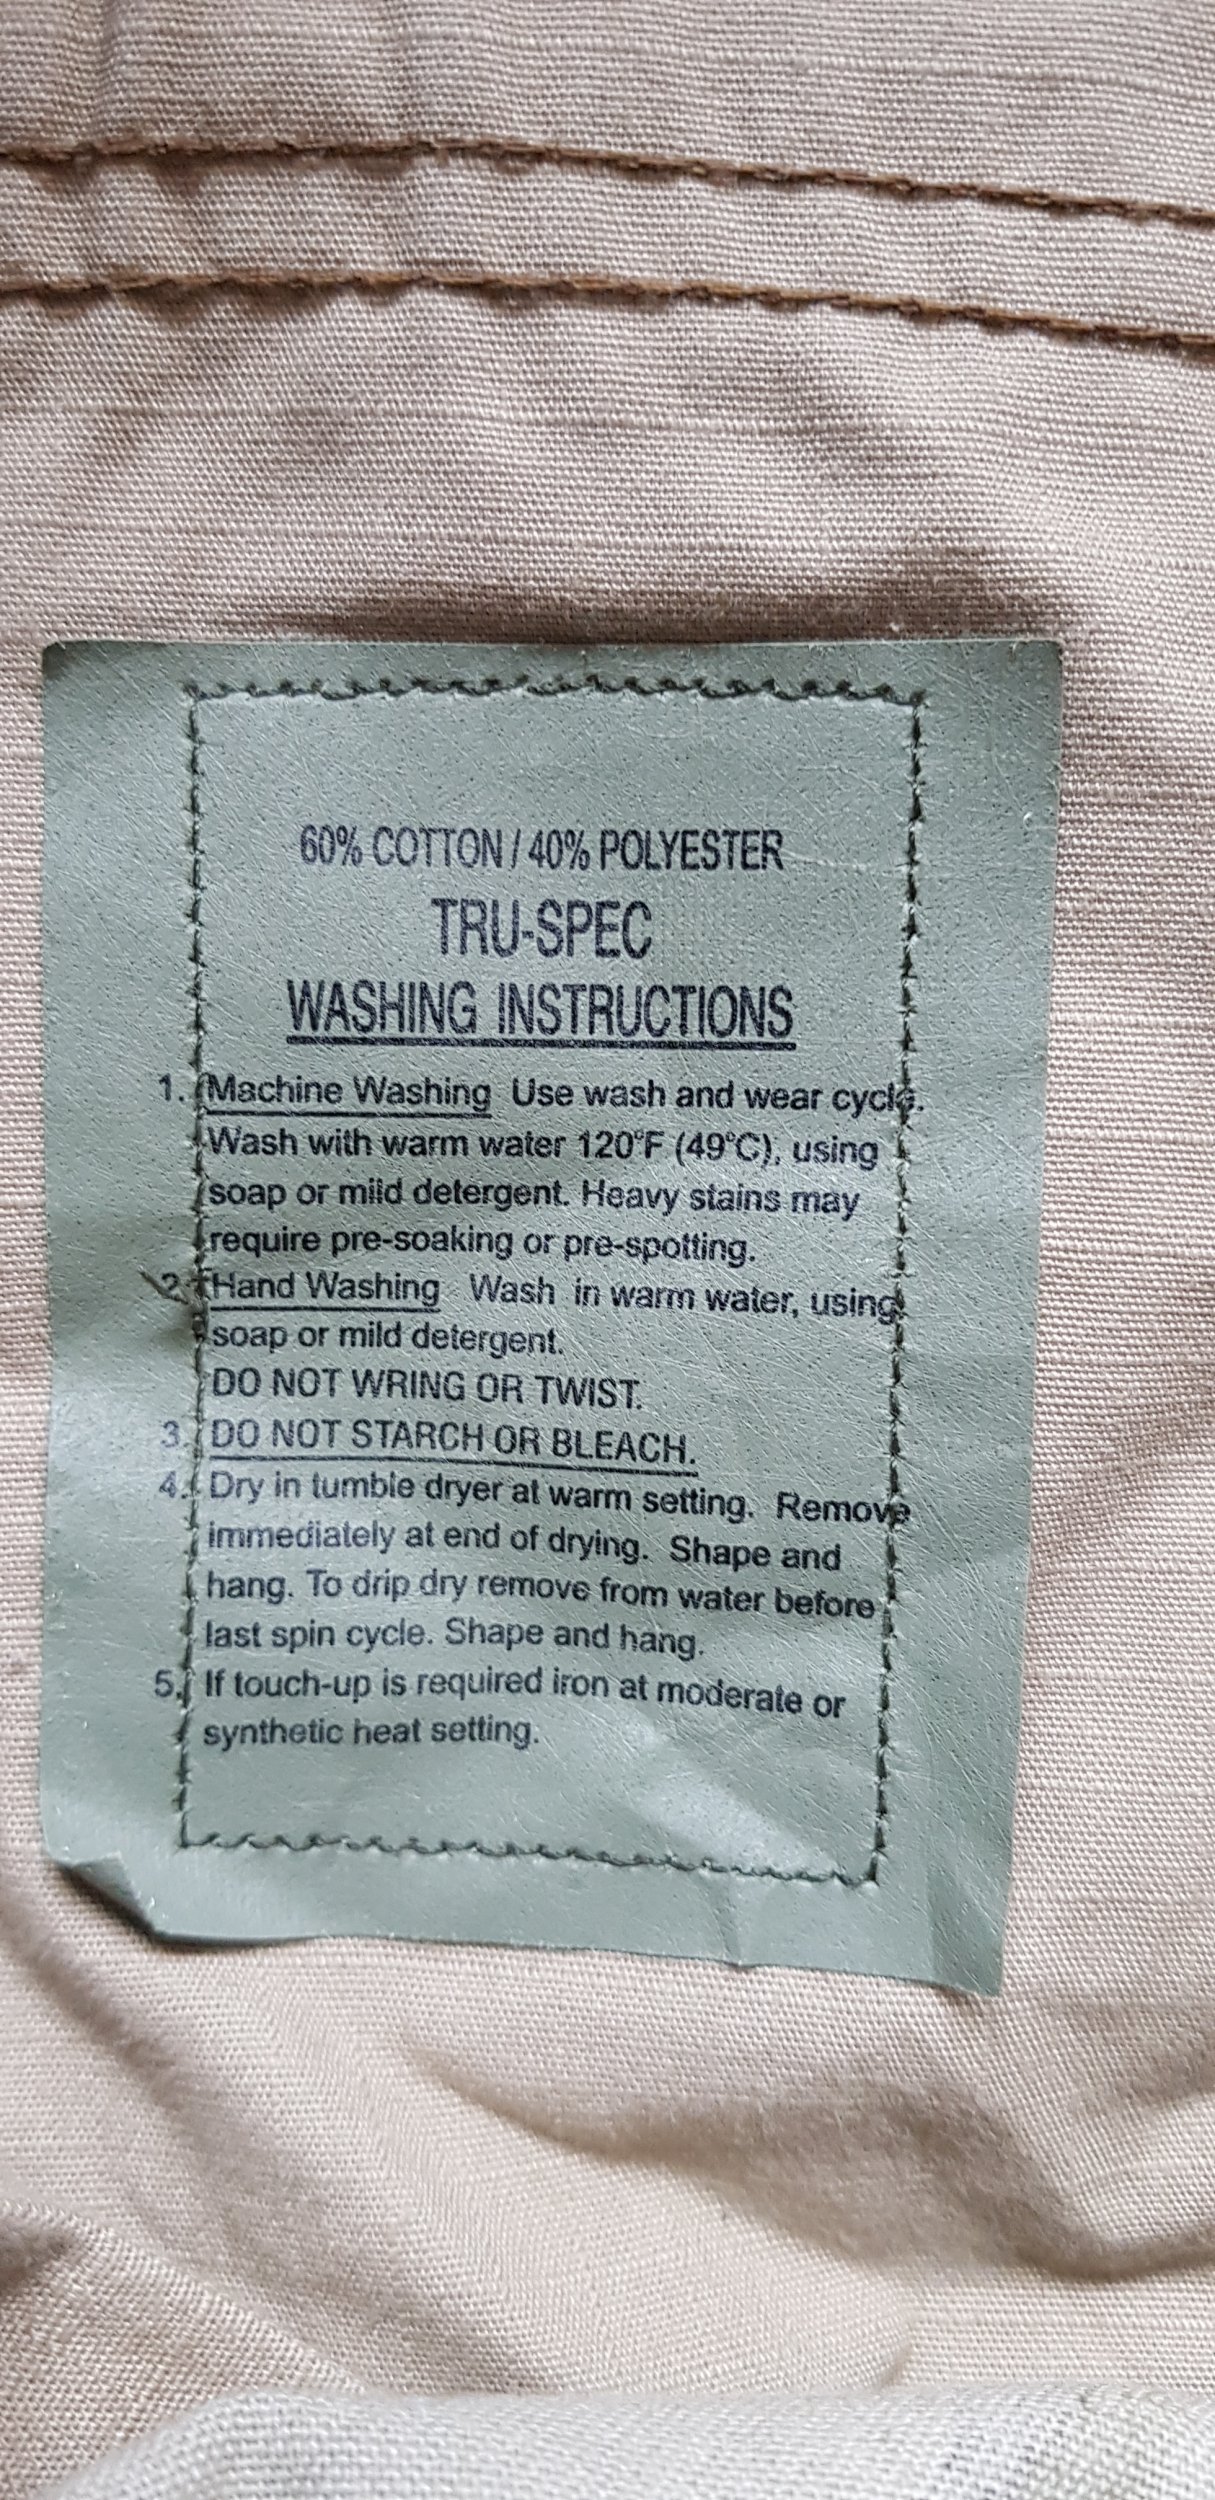 60% COTTON / 40% POLYESTER
TRU-SPEC
WASHING INSTRUCTIONS
1. Machine Washing Use wash and wear cycle.
Wash with warm water 120°F (49°C), using
soap or mild detergent. Heavy stains may
require pre-soaking or pre-spotting.
2. Hand Washing Wash in warm water, using
soap or mild detergent.
DO NOT WRING OR TWIST.
3. DO NOT STARCH OR BLEACH.
4. Dry in tumble dryer at warm setting. Remove
immediately at end of drying. Shape and
hang. To drip dry remove from water before
last spin cycle. Shape and hang.
5. If touch-up is required iron at moderate or
synthetic heat setting.